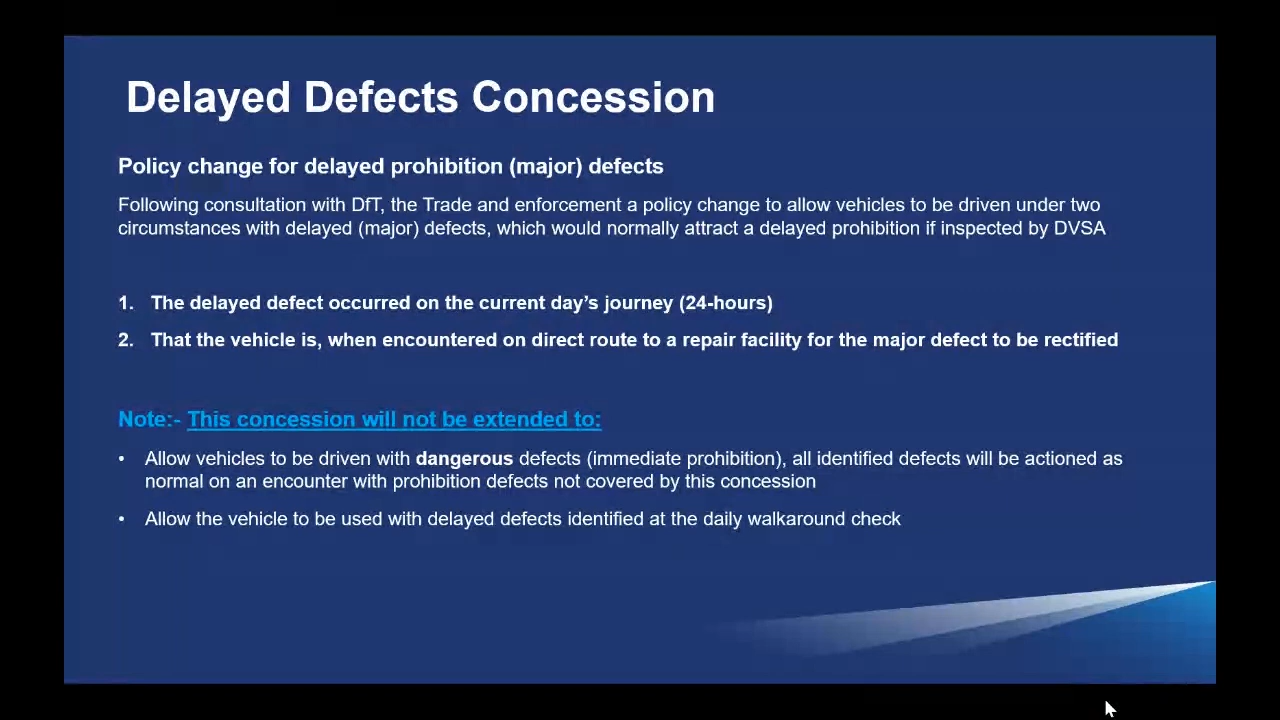 Delayed Defects Concession
Policy change for delayed prohibition (major) defects
Following consultation with DfT, the Trade and enforcement a policy change to allow vehicles to be driven under two
circumstances with delayed (major) defects, which would normally attract a delayed prohibition if inspected by DVSA
1. The delayed defect occurred on the current day's journey (24-hours)
2. That the vehicle is, when encountered on direct route to a repair facility for the major defect to be rectified
Note:- This concession will not be extended to:
• Allow vehicles to be driven with dangerous defects (immediate prohibition), all identified defects will be actioned as
normal on an encounter with prohibition defects not covered by this concession
• Allow the vehicle to be used with delayed defects identified at the daily walkaround check